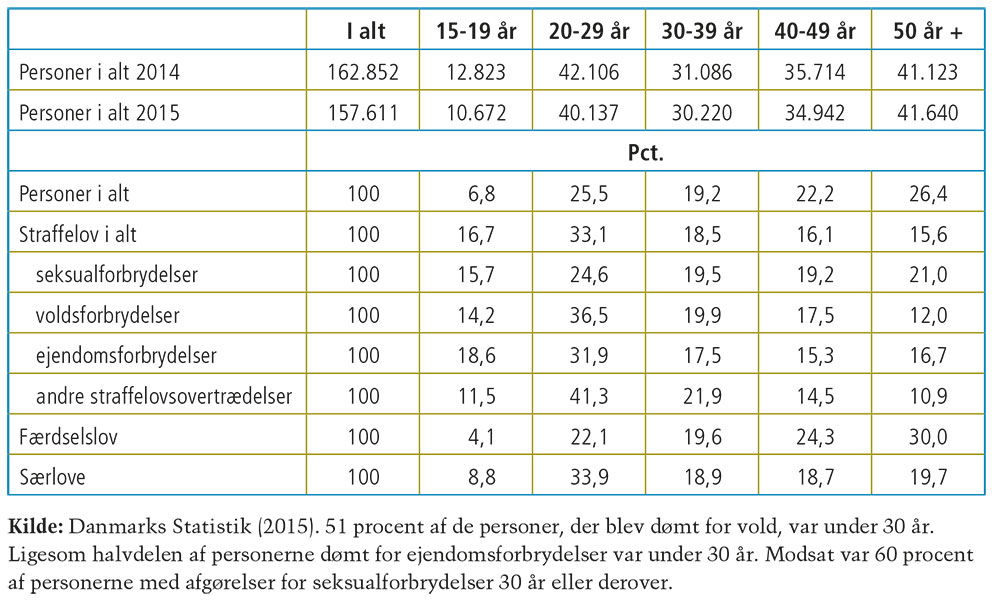 I alt 15-19 år 20-29 år 30-39 år 40-49 år 50 år +
Personer i alt 2014 162.852 12.823 42.106 31.086 35.714 41.123
Personer i alt 2015 157.611 10.672 40.137 30.220 34.942 41.640
Pct.
Personer i alt 100 6,8 25,5 19,2 22,2 26,4
Straffelov i alt 100 16,7 33,1 18,5 16,1 15,6
seksualforbrydelser 100 15,7 24,6 19,5 19,2 21,0
voldsforbrydelser 100 14,2 36,5 19,9 17,5 12,0
ejendomsforbrydelser 100 18,6 31,9 17,5 15,3 16,7
andre straffelovsovertrædelser 100 11,5 41,3 21,9 14,5 10,9
Færdselslov 100 4,1 22,1 19,6 24,3 30,0
Særlove 100 8,8 33,9 18,9 18,7 19,7
Kilde: Danmarks Statistik (2015). 51 procent af de personer, der blev dømt for vold, var under 30 år.
Ligesom halvdelen af personerne dømt for ejendomsforbrydelser var under 30 år. Modsat var 60 procent
af personerne med afgørelser for seksualforbrydelser 30 år eller derover.